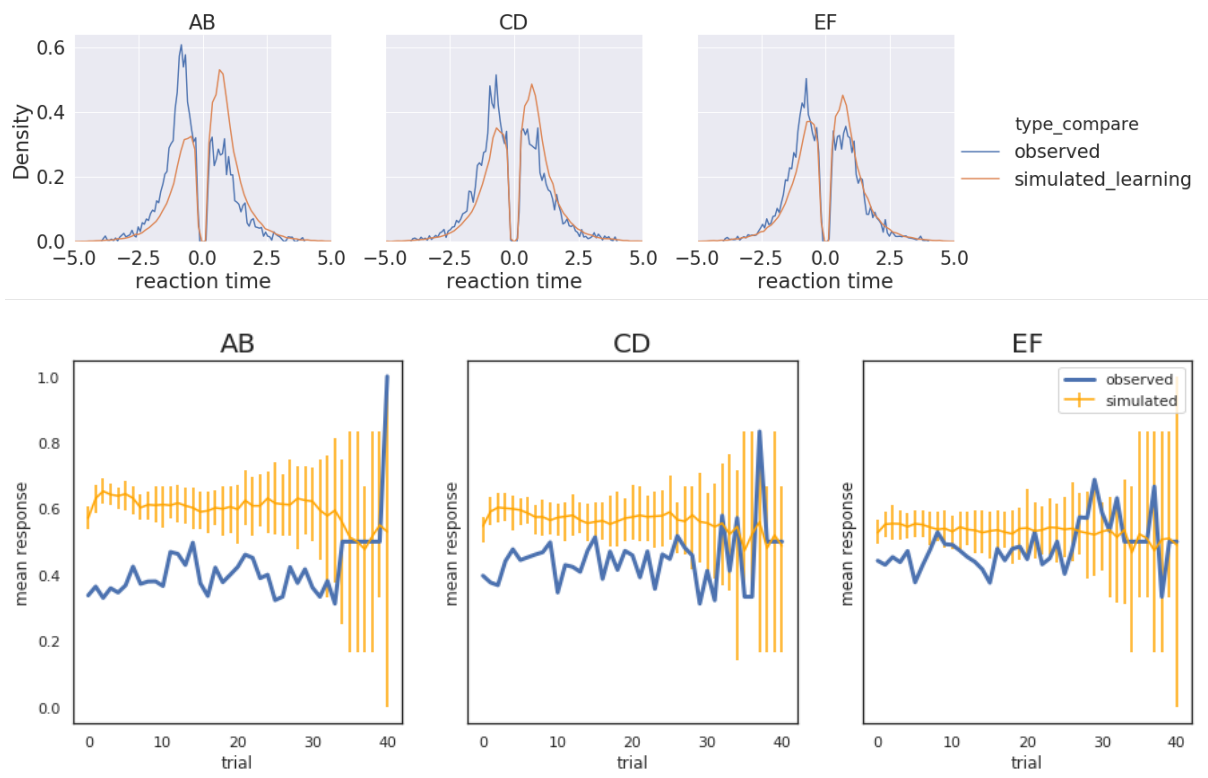 AB CD EF
0.6
0.4
0.2
0.0
Density
−5.0 −2.5 0.0 2.5 5.0 −5.0 −2.5 0.0 2.5 5.0 −5.0 −2.5 0.0 2.5 5.0
reaction time reaction time reaction time
type_compare
observed
simulated_learning
AB CD EF
1.0
0.8
0.6
0.4
0.2
0.0
mean response mean response mean response
observed
simulated
0 10 20 30 40 0 10 20 30 40 0 10 20 30 40
trial trial trial